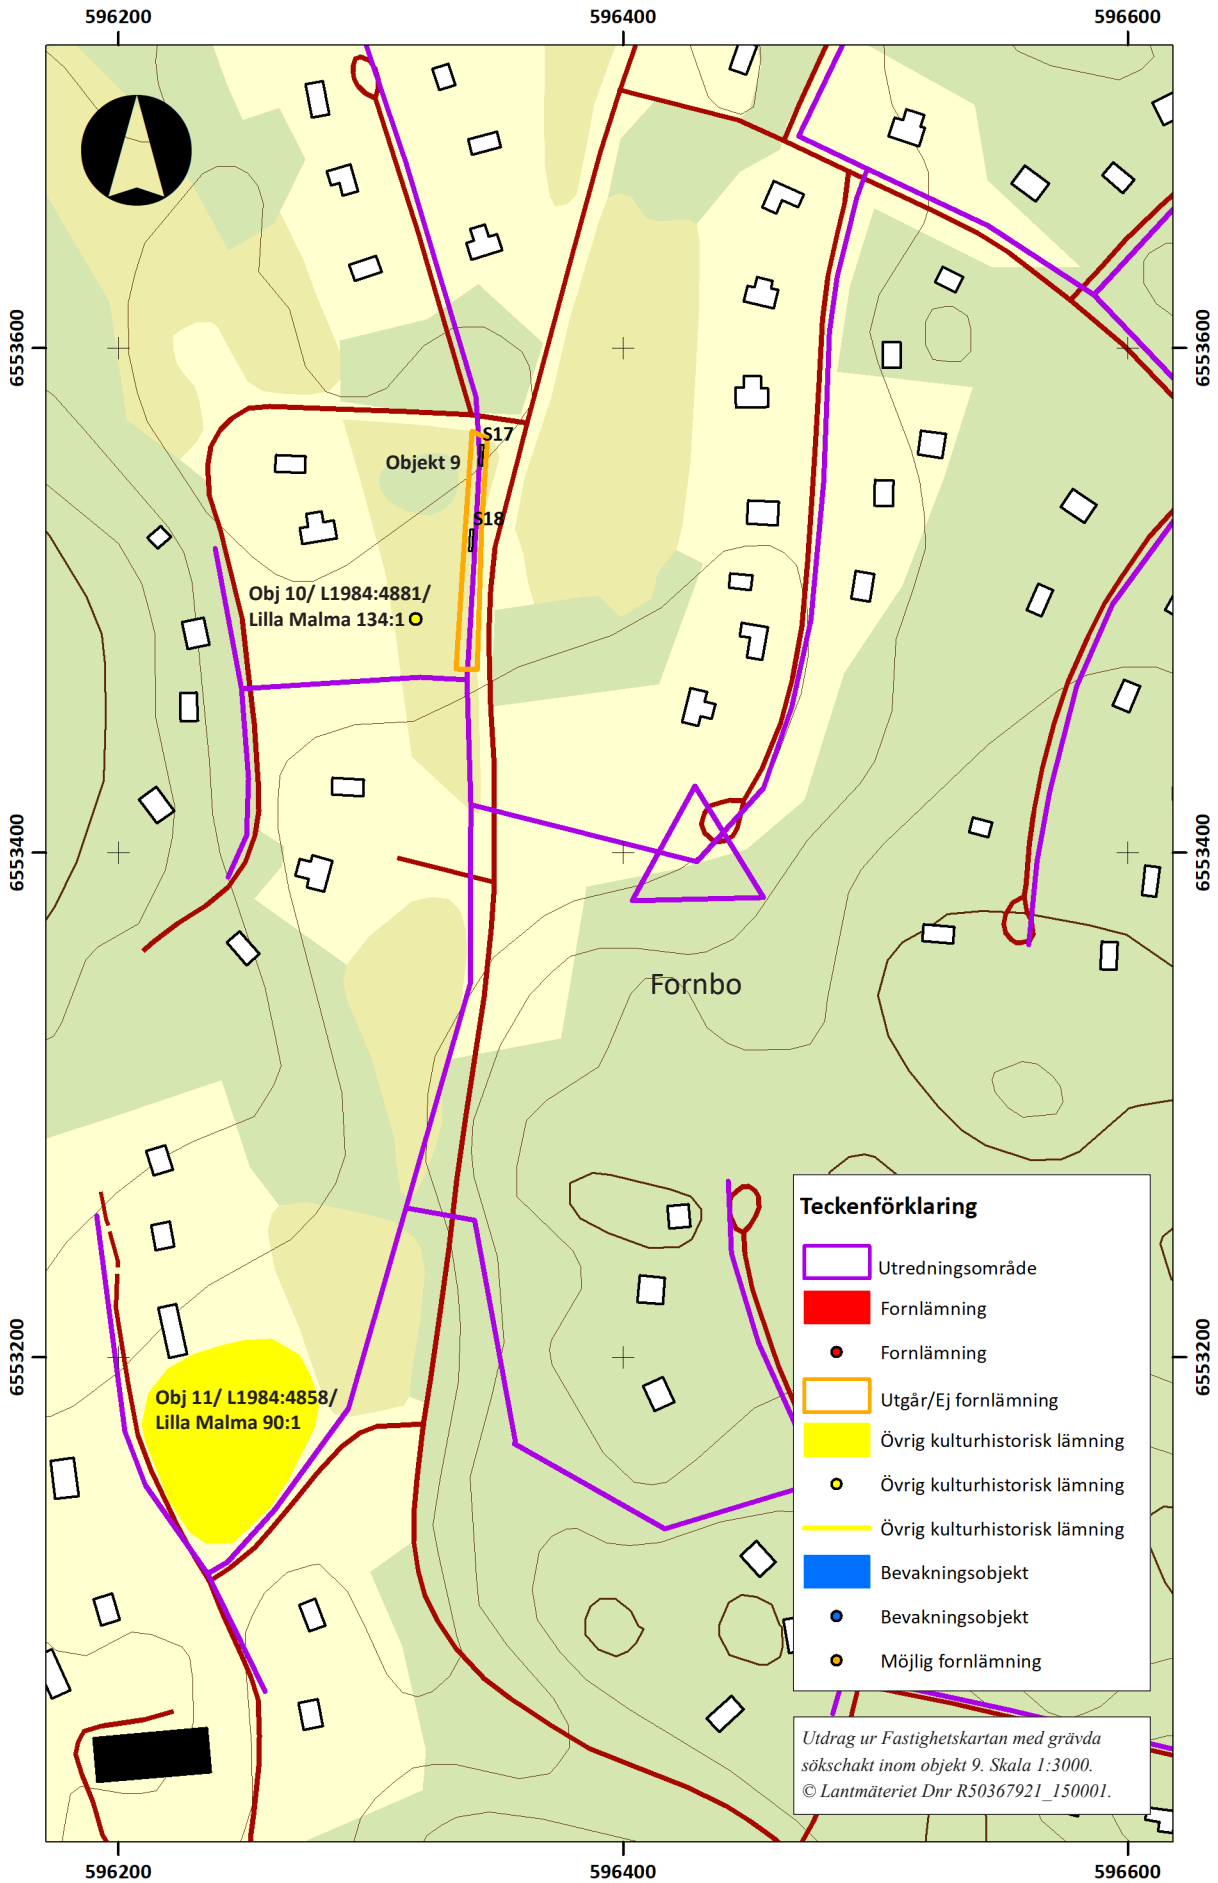 596200
596400
596600
6553600
6553600
S17
Objekt 9
S18
Obj 10/ L1984:4881/
Lilla Malma 134:1
6553400
6553400
Fornbo
Teckenförklaring
Utredningsområde
Fornlämning
Fornlämning
Utgår/Ej fornlämning
Övrig kulturhistorisk lämning
Övrig kulturhistorisk lämning
Övrig kulturhistorisk lämning
Bevakningsobjekt
Bevakningsobjekt
Möjlig fornlämning
6553200
6553200
Obj 11/ L1984:4858/
Lilla Malma 90:1
Utdrag ur Fastighetskartan med grävda
sökschakt inom objekt 9. Skala 1:3000.
© Lantmäteriet Dnr R50367921_150001.
596200
596400
596600